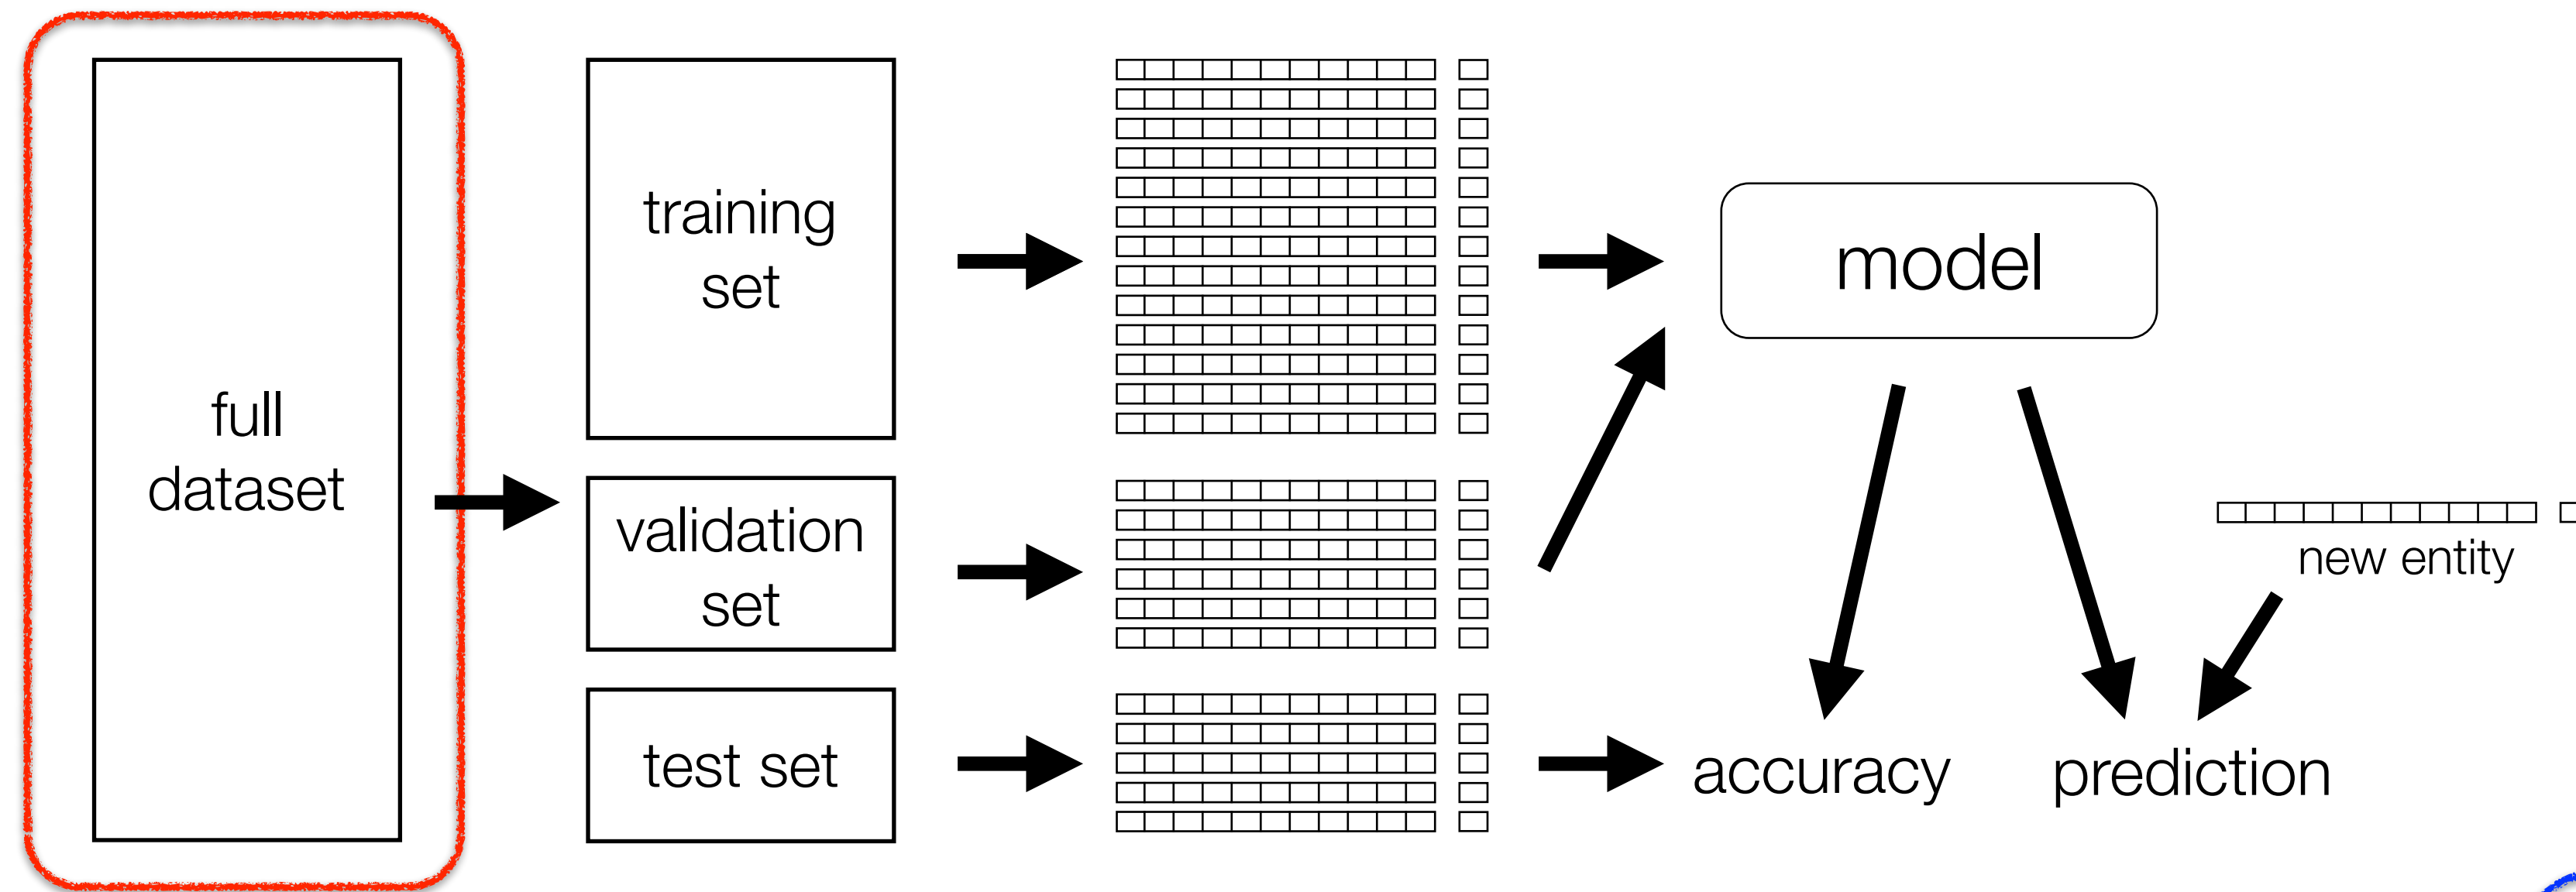 full
dataset
training
set
validation
set
test set
model
new entity
accuracy
prediction